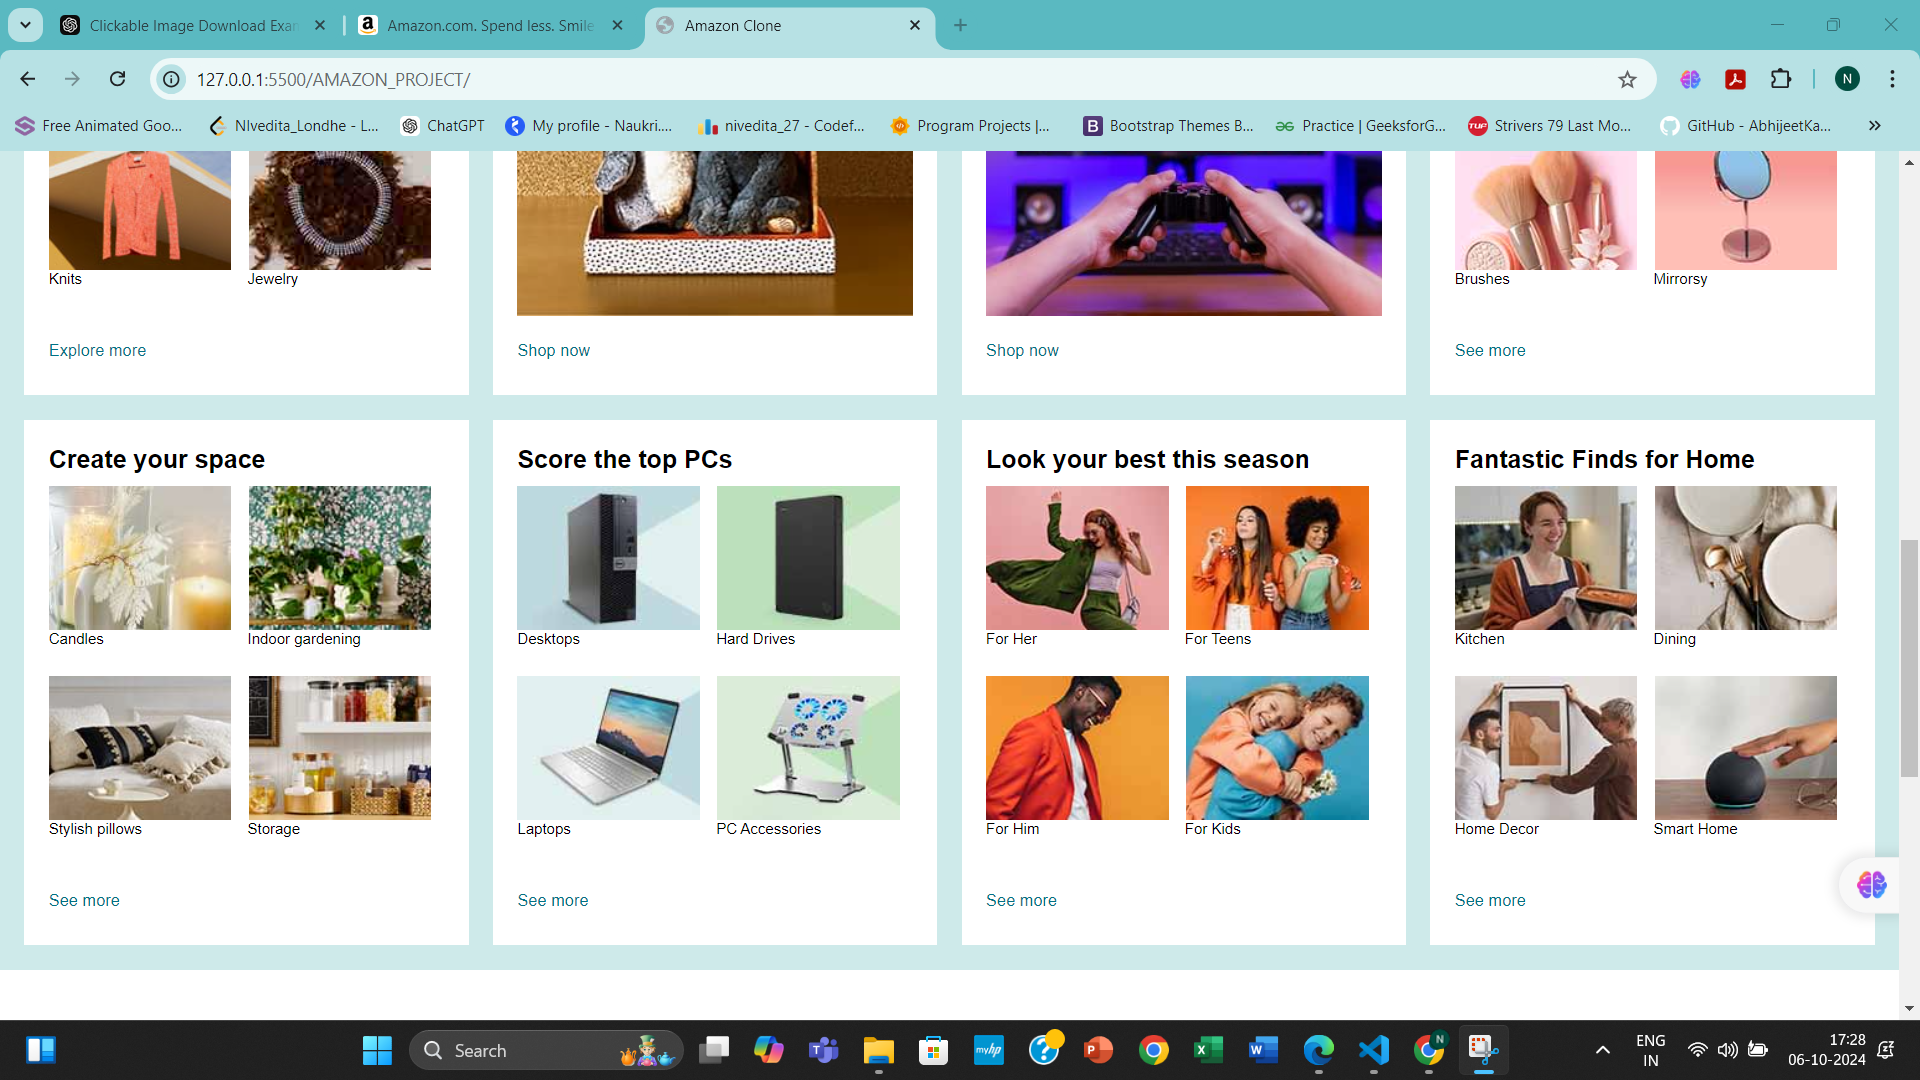 Clickable Image Download Exan
Amazon.com. Spend less. Smile
Amazon Clone
127.0.0.1:5500/AMAZON_PROJECT/
N
Free Animated Goo...
NIvedita_Londhe - L...
ChatGPT
My profile - Naukri....
nivedita_27 - Codef...
Program Projects |...
Bootstrap Themes B...
Practice | GeeksforG...
TUF
Strivers 79 Last Mo...
GitHub - AbhijeetKa...
»
Knits
Jewelry
Brushes
Mirrorsy
Explore more
Shop now
Shop now
See more
Create your space
Score the top PCs
Look your best this season
Fantastic Finds for Home
Candles
Indoor gardening
Desktops
Hard Drives
For Her
For Teens
Kitchen
Dining
Stylish pillows
Storage
Laptops
PC Accessories
For Him
For Kids
Home Decor
Smart Home
See more
See more
See more
See more
Search
myhp
ENG
IN
17:28
06-10-2024